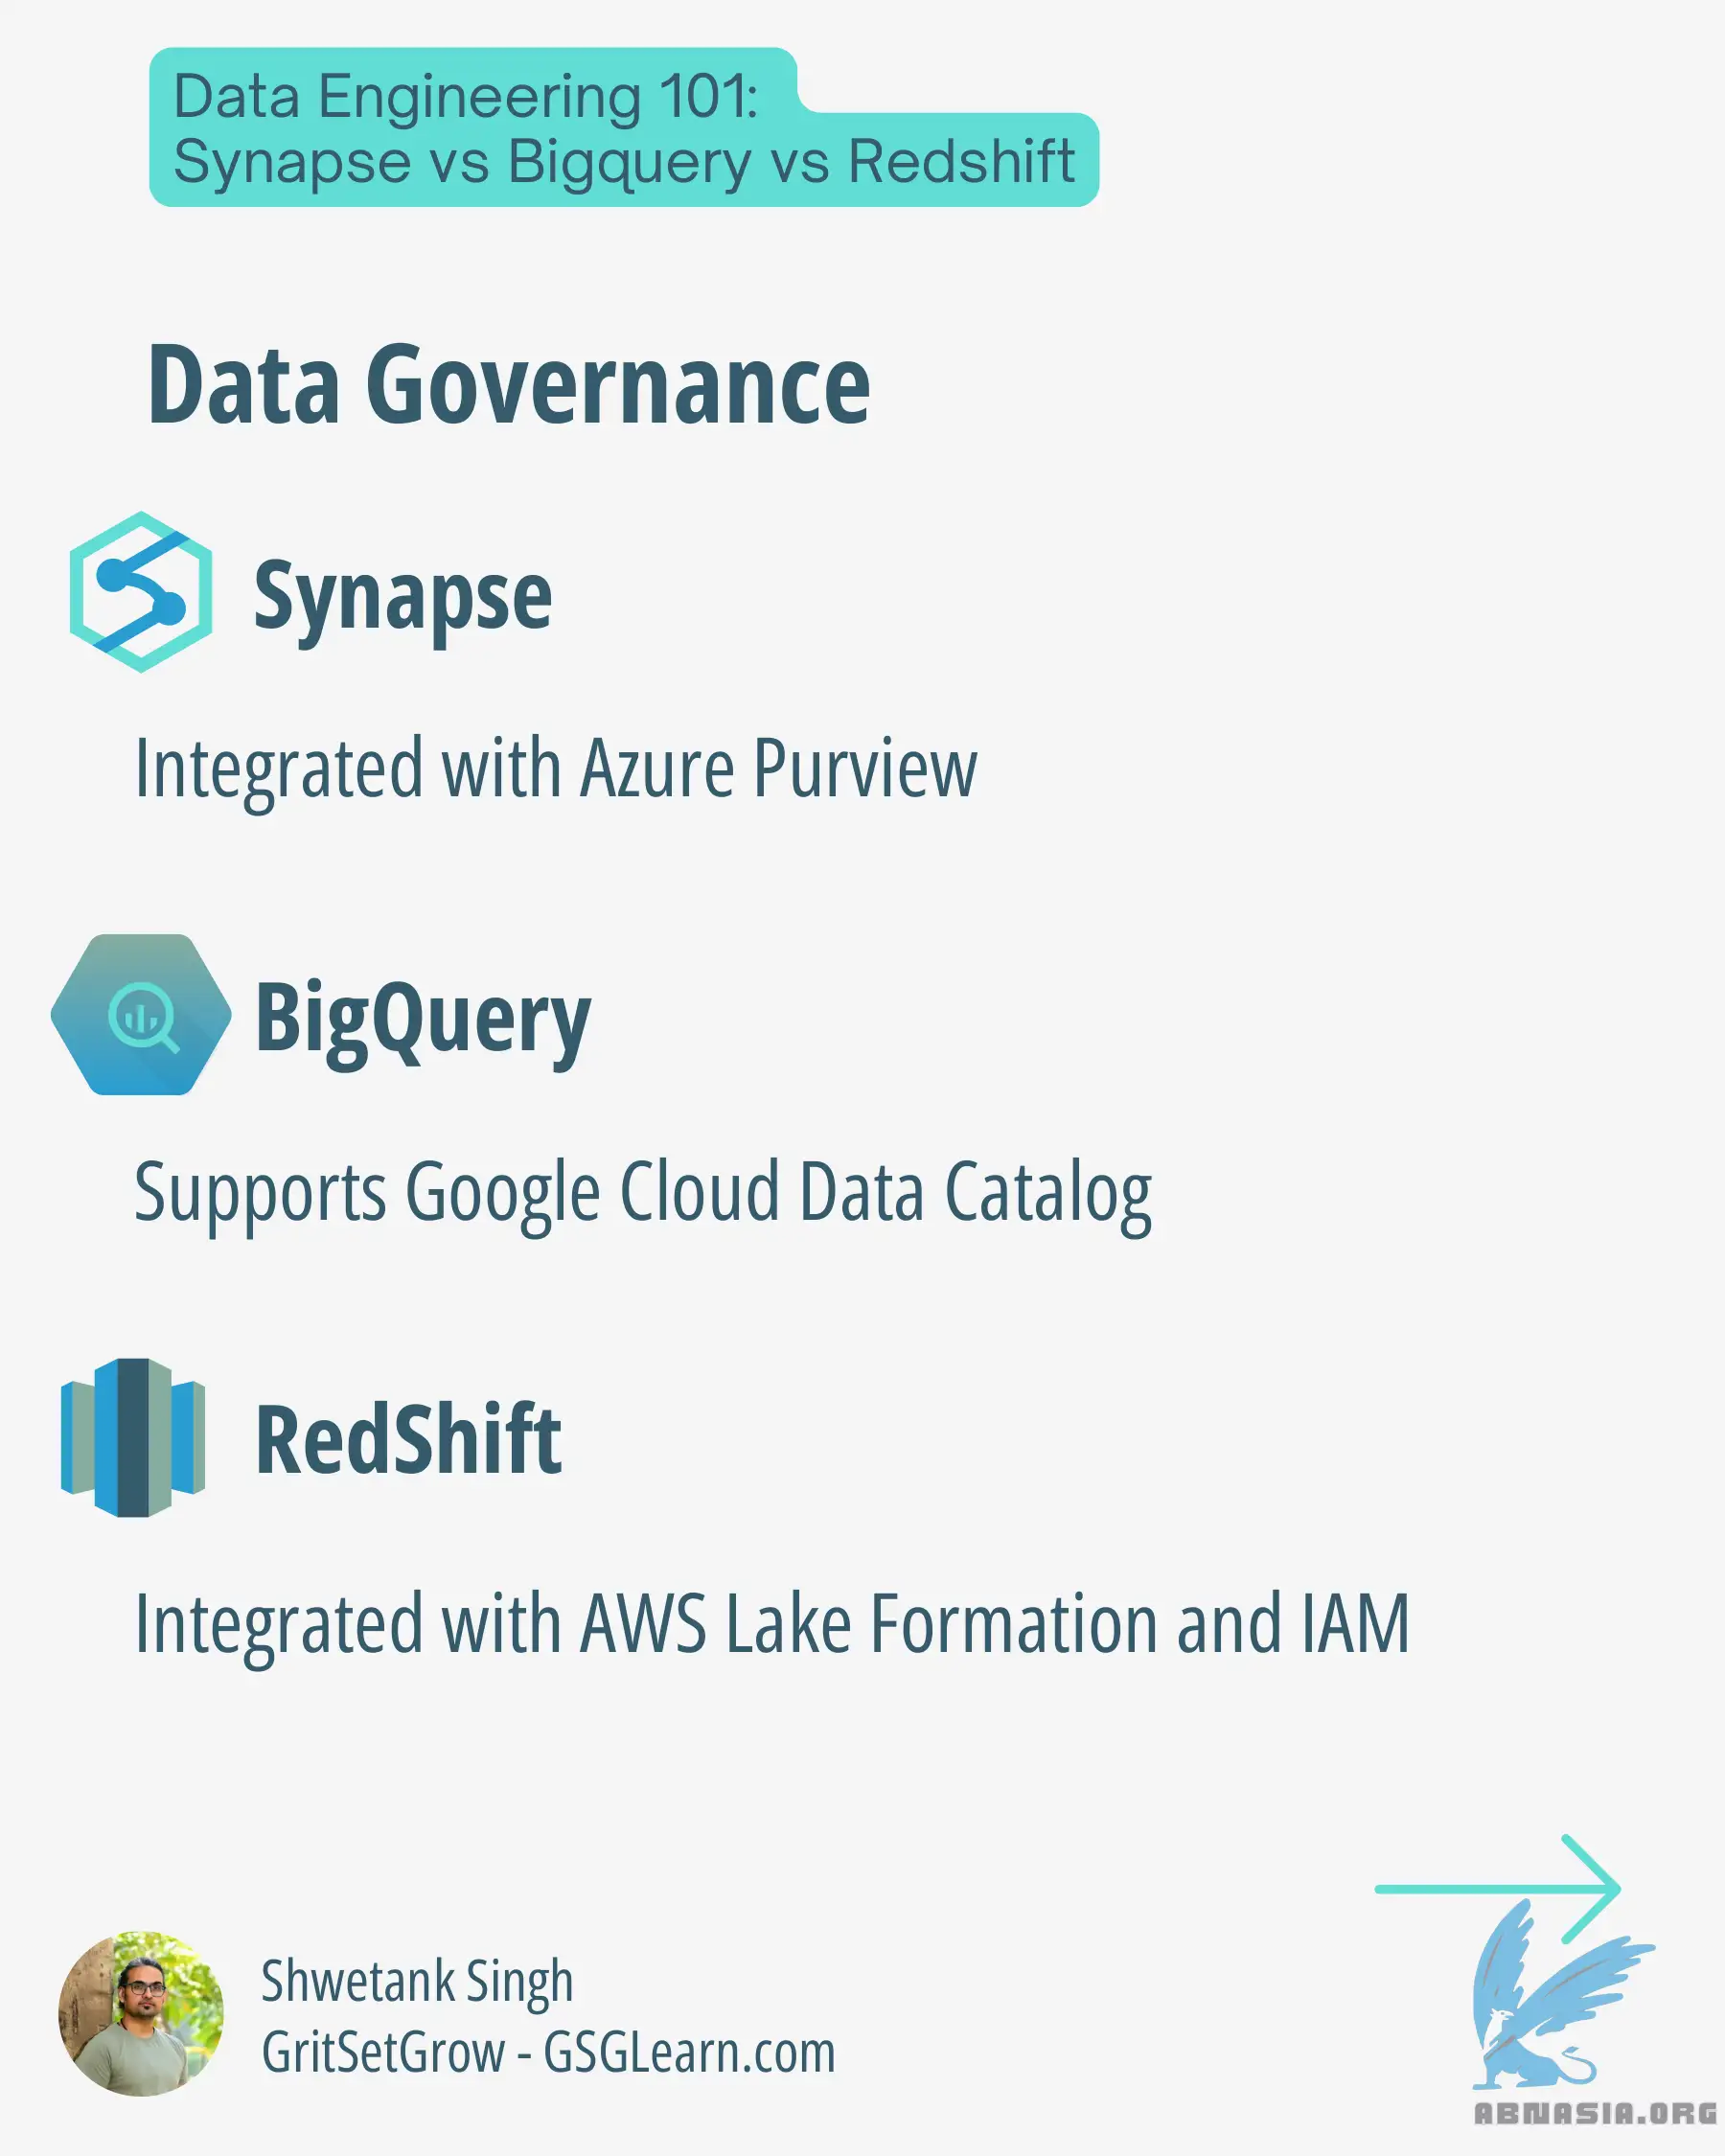 Data Engineering 101:
Synapse vs Bigquery vs Redshift
Data Governance
Synapse
Integrated with Azure Purview
BigQuery
Supports Google Cloud Data Catalog
RedShift
Integrated with AWS Lake Formation and IAM
Shwetank Singh
GritSetGrow - GSGLearn.com
ABNASIA.ORG